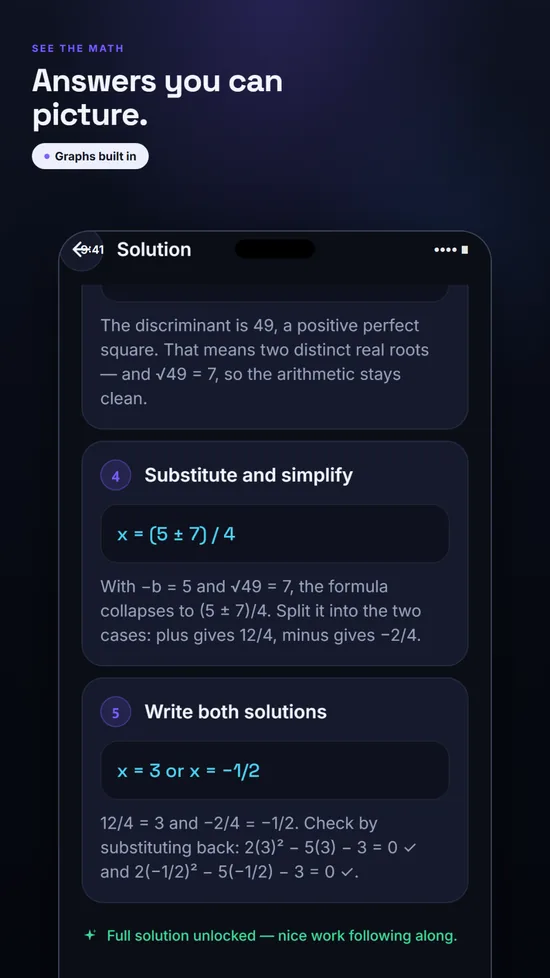 SEE THE MATH
Answers you can
picture.
Graphs built in
9:41
Solution
The discriminant is 49, a positive perfect
square. That means two distinct real roots
— and √49 = 7, so the arithmetic stays
clean.
4
Substitute and simplify
x = (5 ± 7) / 4
With −b = 5 and √49 = 7, the formula
collapses to (5 ± 7)/4. Split it into the two
cases: plus gives 12/4, minus gives −2/4.
5
Write both solutions
x = 3 or x = −1/2
12/4 = 3 and −2/4 = −1/2. Check by
substituting back: 2(3)² − 5(3) − 3 = 0 ✓
and 2(−1/2)² − 5(−1/2) − 3 = 0 ✓.
Full solution unlocked — nice work following along.